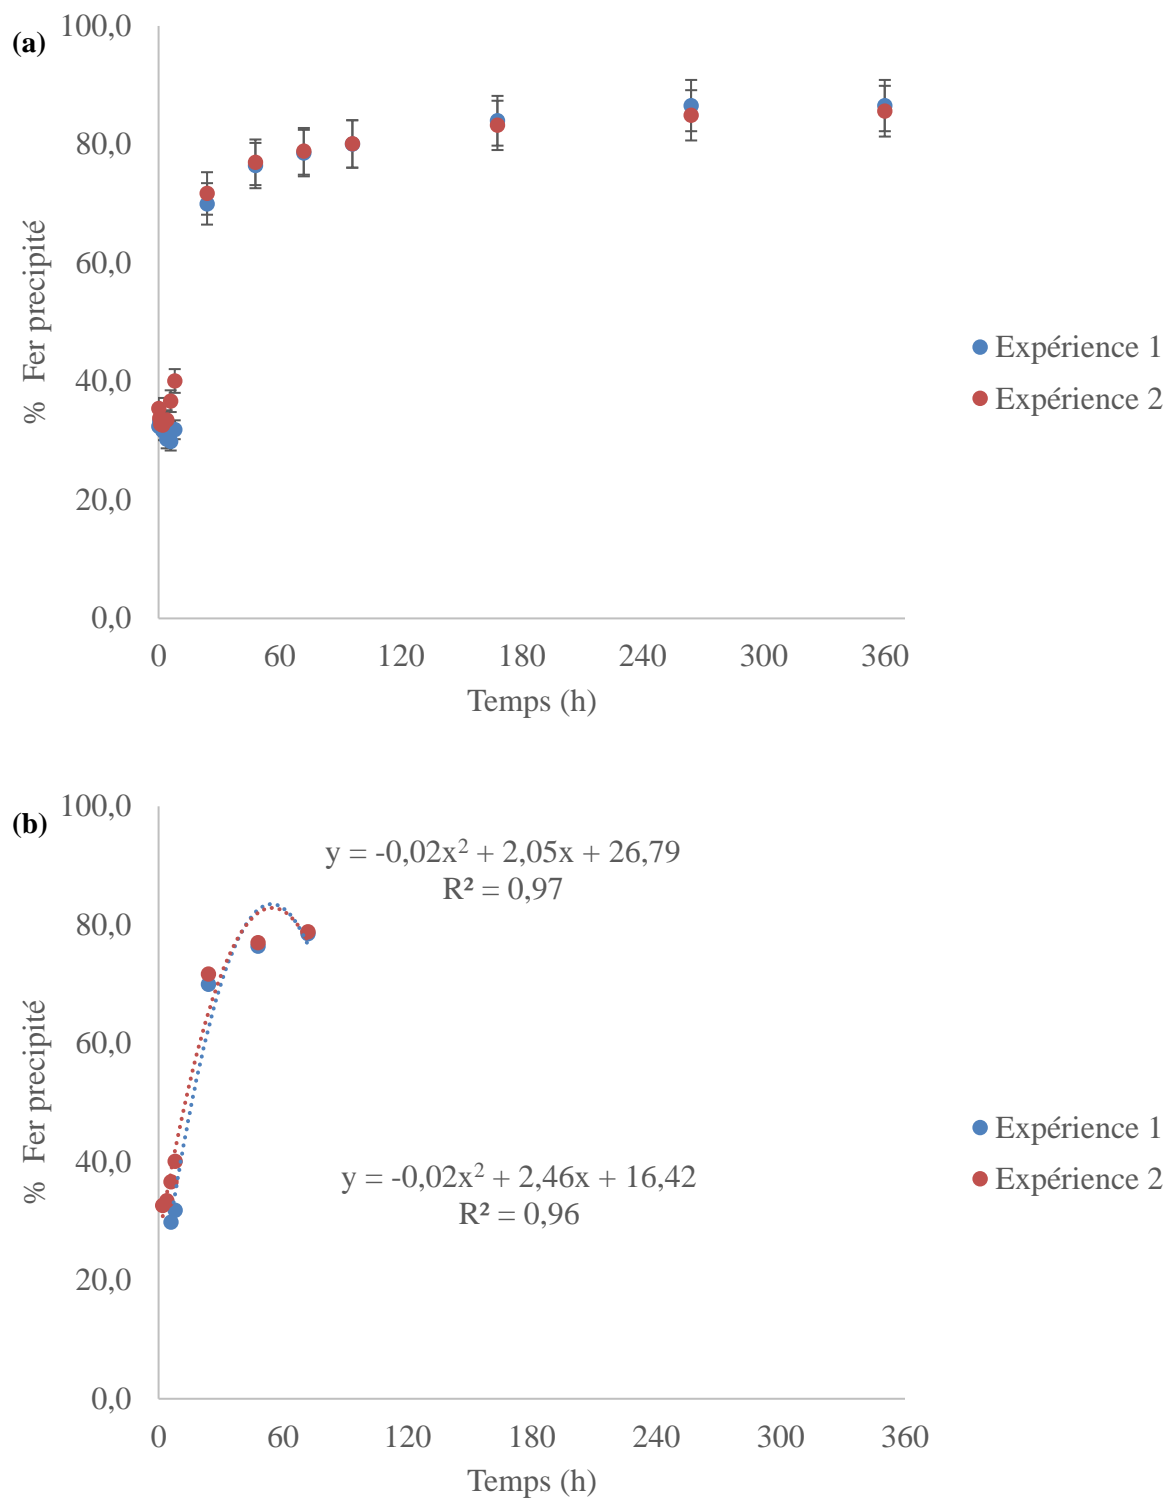 (a)
100,0
80,0
60,0
40,0
20,0
0,0
% Fer precipité
0 60 120 180 240 300 360
Temps (h)
Expérience 1
Expérience 2
(b)
100,0
80,0
60,0
40,0
20,0
0,0
% Fer precipité
y = -0,02x² + 2,05x + 26,79
R² = 0,97
y = -0,02x² + 2,46x + 16,42
R² = 0,96
0 60 120 180 240 300 360
Temps (h)
Expérience 1
Expérience 2